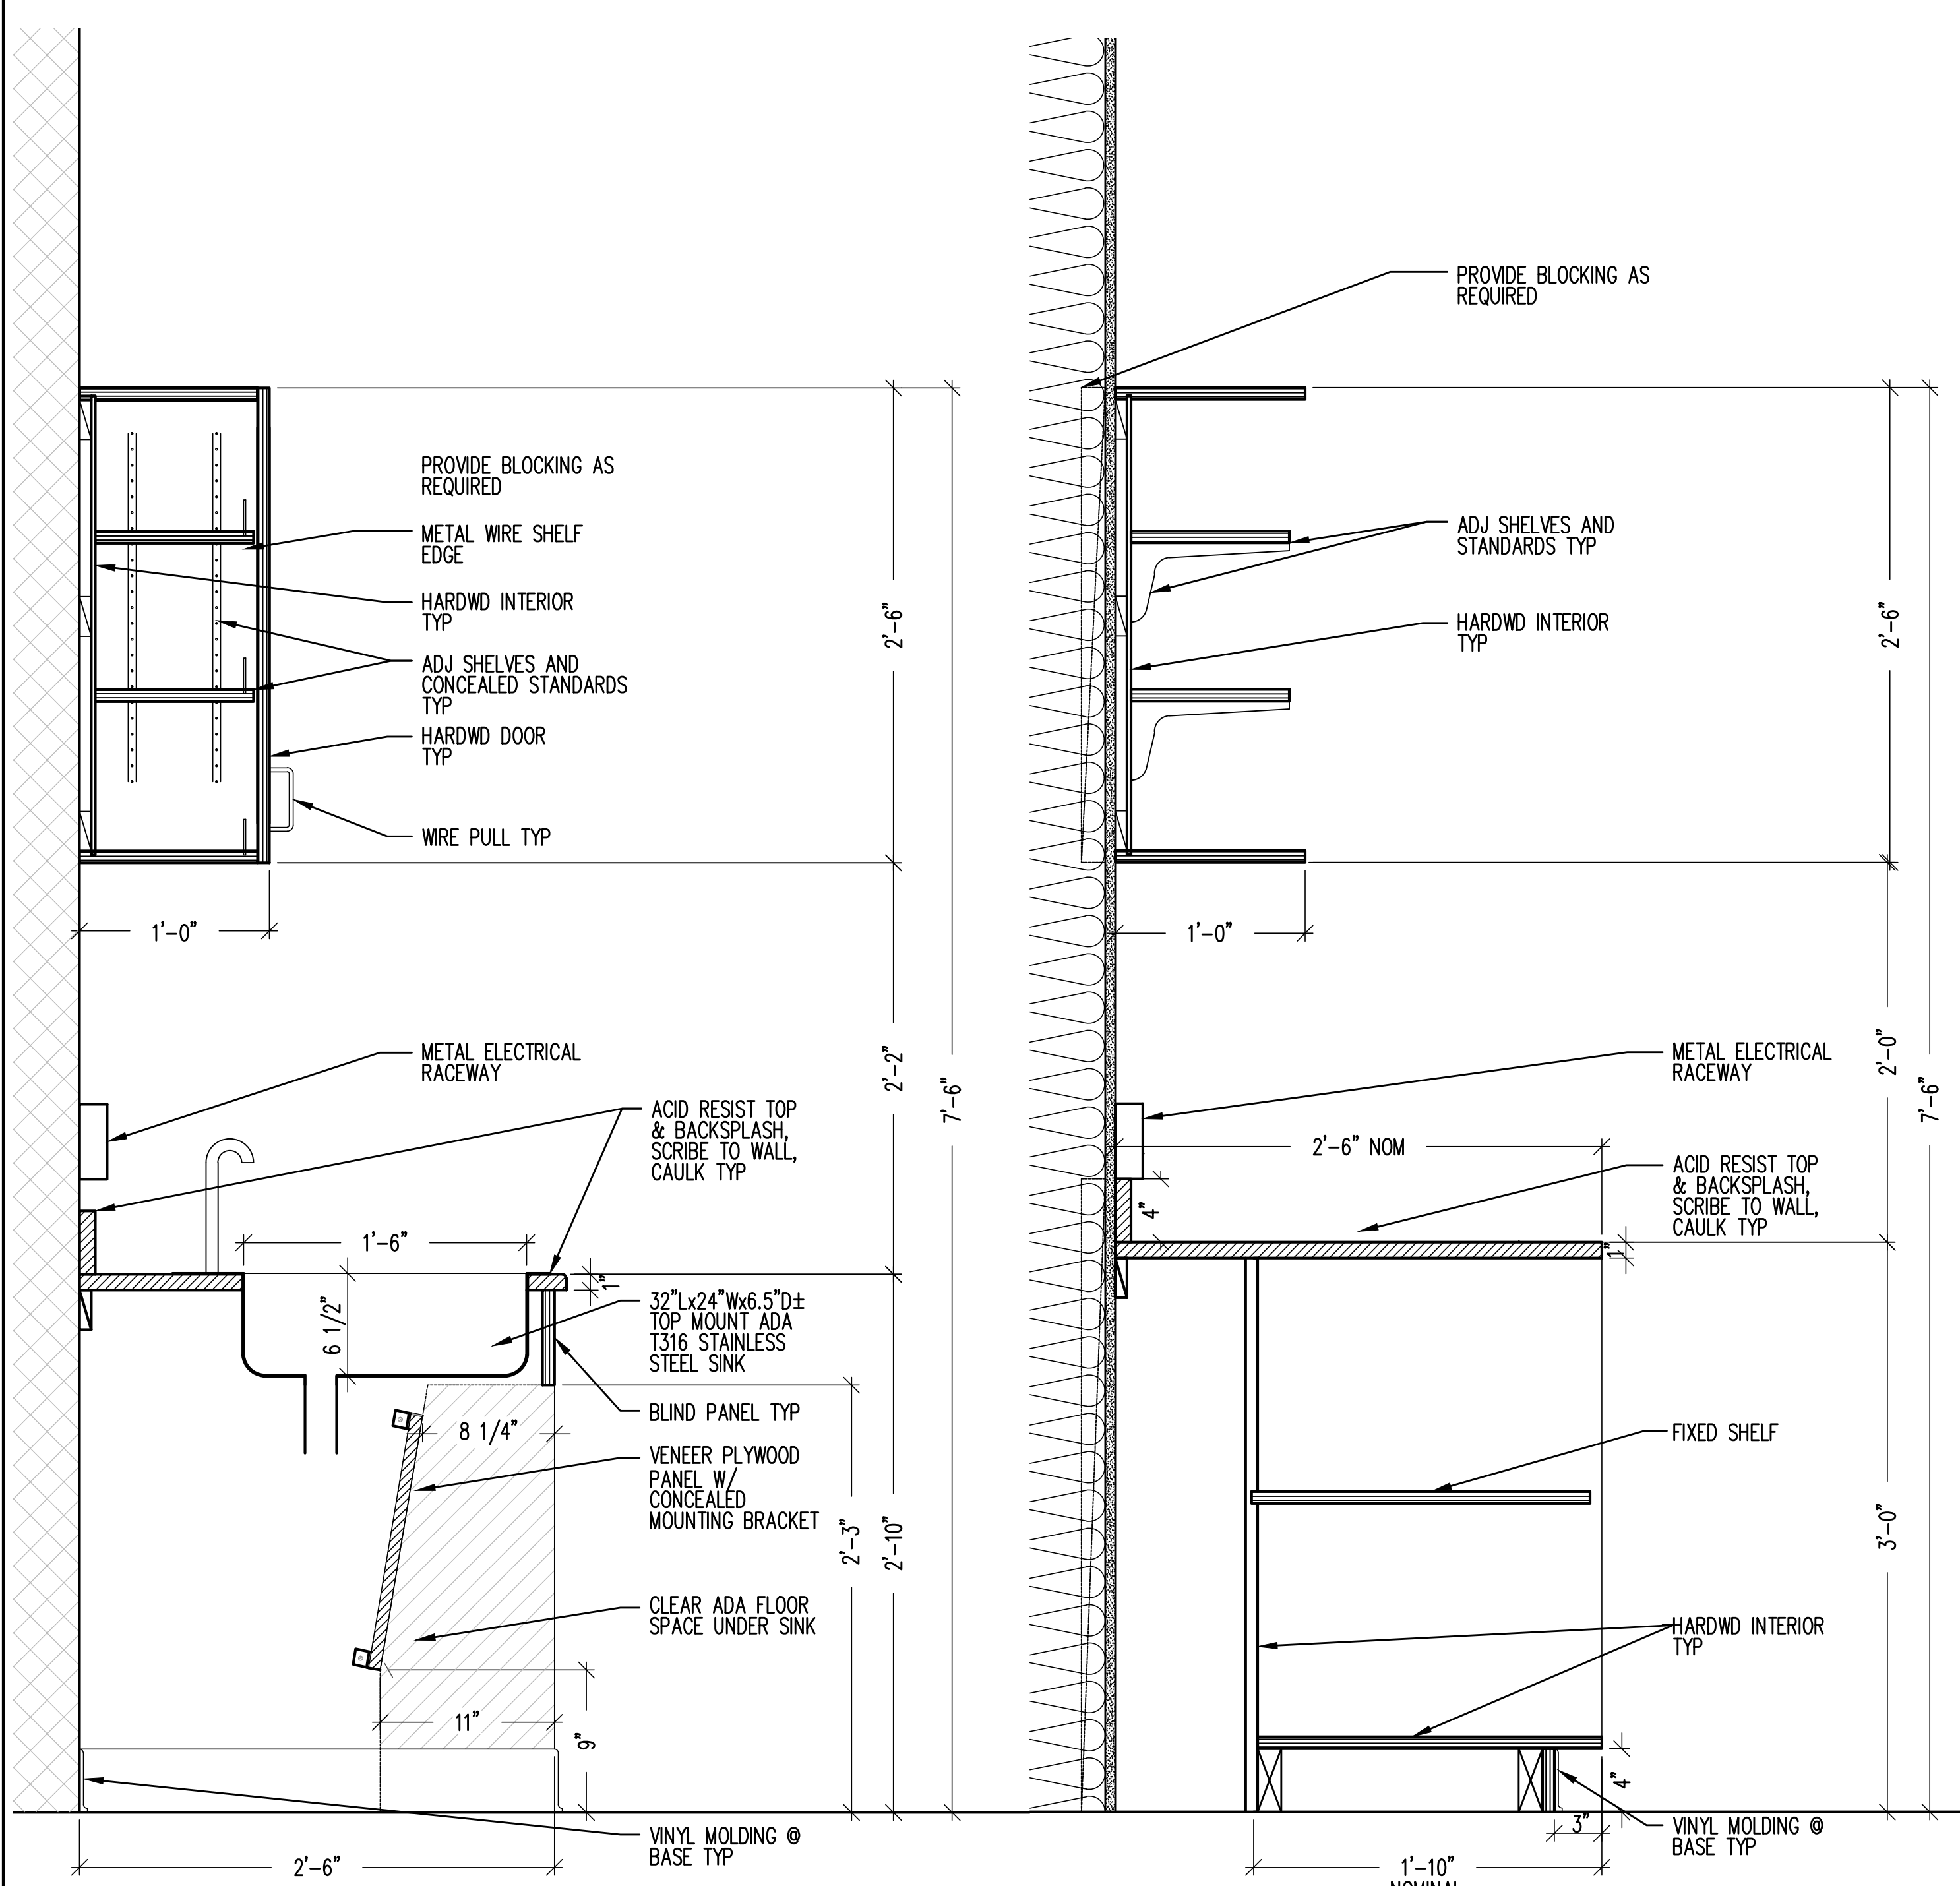 PROVIDE BLOCKING AS
REQUIRED
METAL WIRE SHELF
EDGE
HARDWD INTERIOR
TYP
ADJ SHELVES AND
CONCEALED STANDARDS
TYP
HARDWD DOOR
TYP
WIRE PULL TYP
2'-6"
1'-0"
METAL ELECTRICAL
RACEWAY
2'-2"
7'-6"
ACID RESIST TOP
& BACKSPLASH,
SCRIBE TO WALL,
CAULK TYP
1'-6"
1"
6 1/2"
32"Lx24"Wx6.5"D±
TOP MOUNT ADA
T316 STAINLESS
STEEL SINK
BLIND PANEL TYP
8 1/4"
VENEER PLYWOOD
PANEL W/
CONCEALED
MOUNTING BRACKET
2'-3"
2'-10"
CLEAR ADA FLOOR
SPACE UNDER SINK
11"
9"
VINYL MOLDING @
BASE TYP
2'-6"
PROVIDE BLOCKING AS
REQUIRED
ADJ SHELVES AND
STANDARDS TYP
HARDWD INTERIOR
TYP
2'-6"
1'-0"
METAL ELECTRICAL
RACEWAY
2'-0"
7'-6"
2'-6" NOM
ACID RESIST TOP
& BACKSPLASH,
SCRIBE TO WALL,
CAULK TYP
4"
1"
FIXED SHELF
3'-0"
HARDWD INTERIOR
TYP
4"
3"
VINYL MOLDING @
BASE TYP
1'-10"
NOMINAL